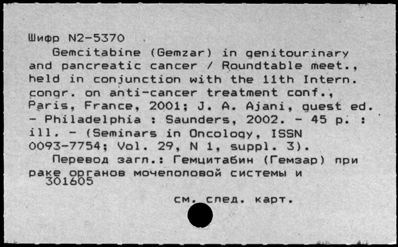 Шифр N2-5370
Gemcitabine (Gemzar) in genitourinary
and pancreatic cancer / Roundtable meet.,
held in conjunction with the 11th Intern.
congr. on anti-cancer treatment conf.,
Paris, France, 2001; J. A. Ajani, guest ed.
- Philadelphia : Saunders, 2002. - 45 p. :
ill. - (Seminars in Oncology, ISSN
0093-7754; Vol. 29, N 1, suppl. 3).
Перевод загл.: Гемцитабин (Гемзар) при
раке органов мочеполовой системы и
301605
см. след. карт.